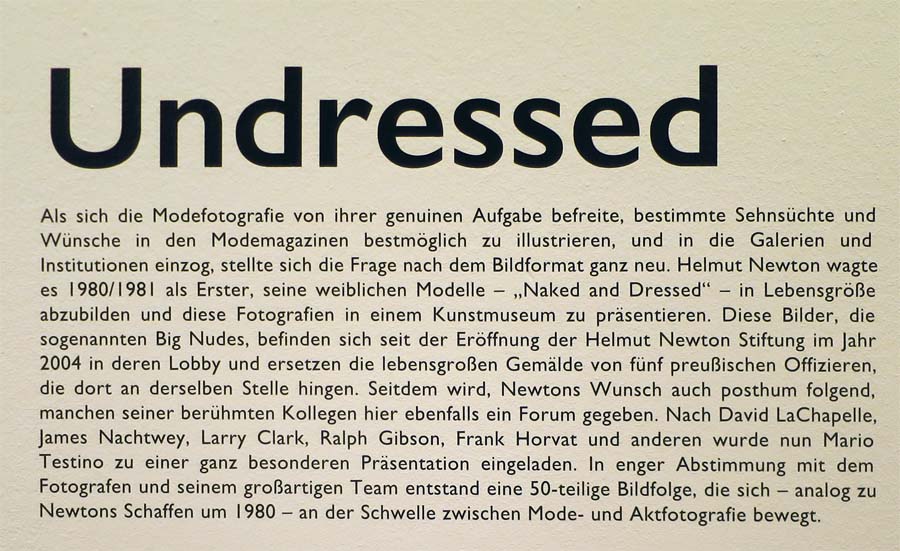 Undressed
Als sich die Modefotografie von ihrer genuinen Aufgabe befreite, bestimmte Sehnsüchte und
Wünsche in den Modemagazinen bestmöglich zu illustrieren, und in die Galerien und
Institutionen einzog, stellte sich die Frage nach dem Bildformat ganz neu. Helmut Newton wagte
es 1980/1981 als Erster, seine weiblichen Modelle – „Naked and Dressed“ – in Lebensgröße
abzubilden und diese Fotografien in einem Kunstmuseum zu präsentieren. Diese Bilder, die
sogenannten Big Nudes, befinden sich seit der Eröffnung der Helmut Newton Stiftung im Jahr
2004 in deren Lobby und ersetzen die lebensgroßen Gemälde von fünf preußischen Offizieren,
die dort an derselben Stelle hingen. Seitdem wird, Newtons Wunsch auch posthum folgend,
manchen seiner berühmten Kollegen hier ebenfalls ein Forum gegeben. Nach David LaChapelle,
James Nachtwey, Larry Clark, Ralph Gibson, Frank Horvat und anderen wurde nun Mario
Testino zu einer ganz besonderen Präsentation eingeladen. In enger Abstimmung mit dem
Fotografen und seinem großartigen Team entstand eine 50-teilige Bildfolge, die sich – analog zu
Newtons Schaffen um 1980 – an der Schwelle zwischen Mode- und Aktfotografie bewegt.